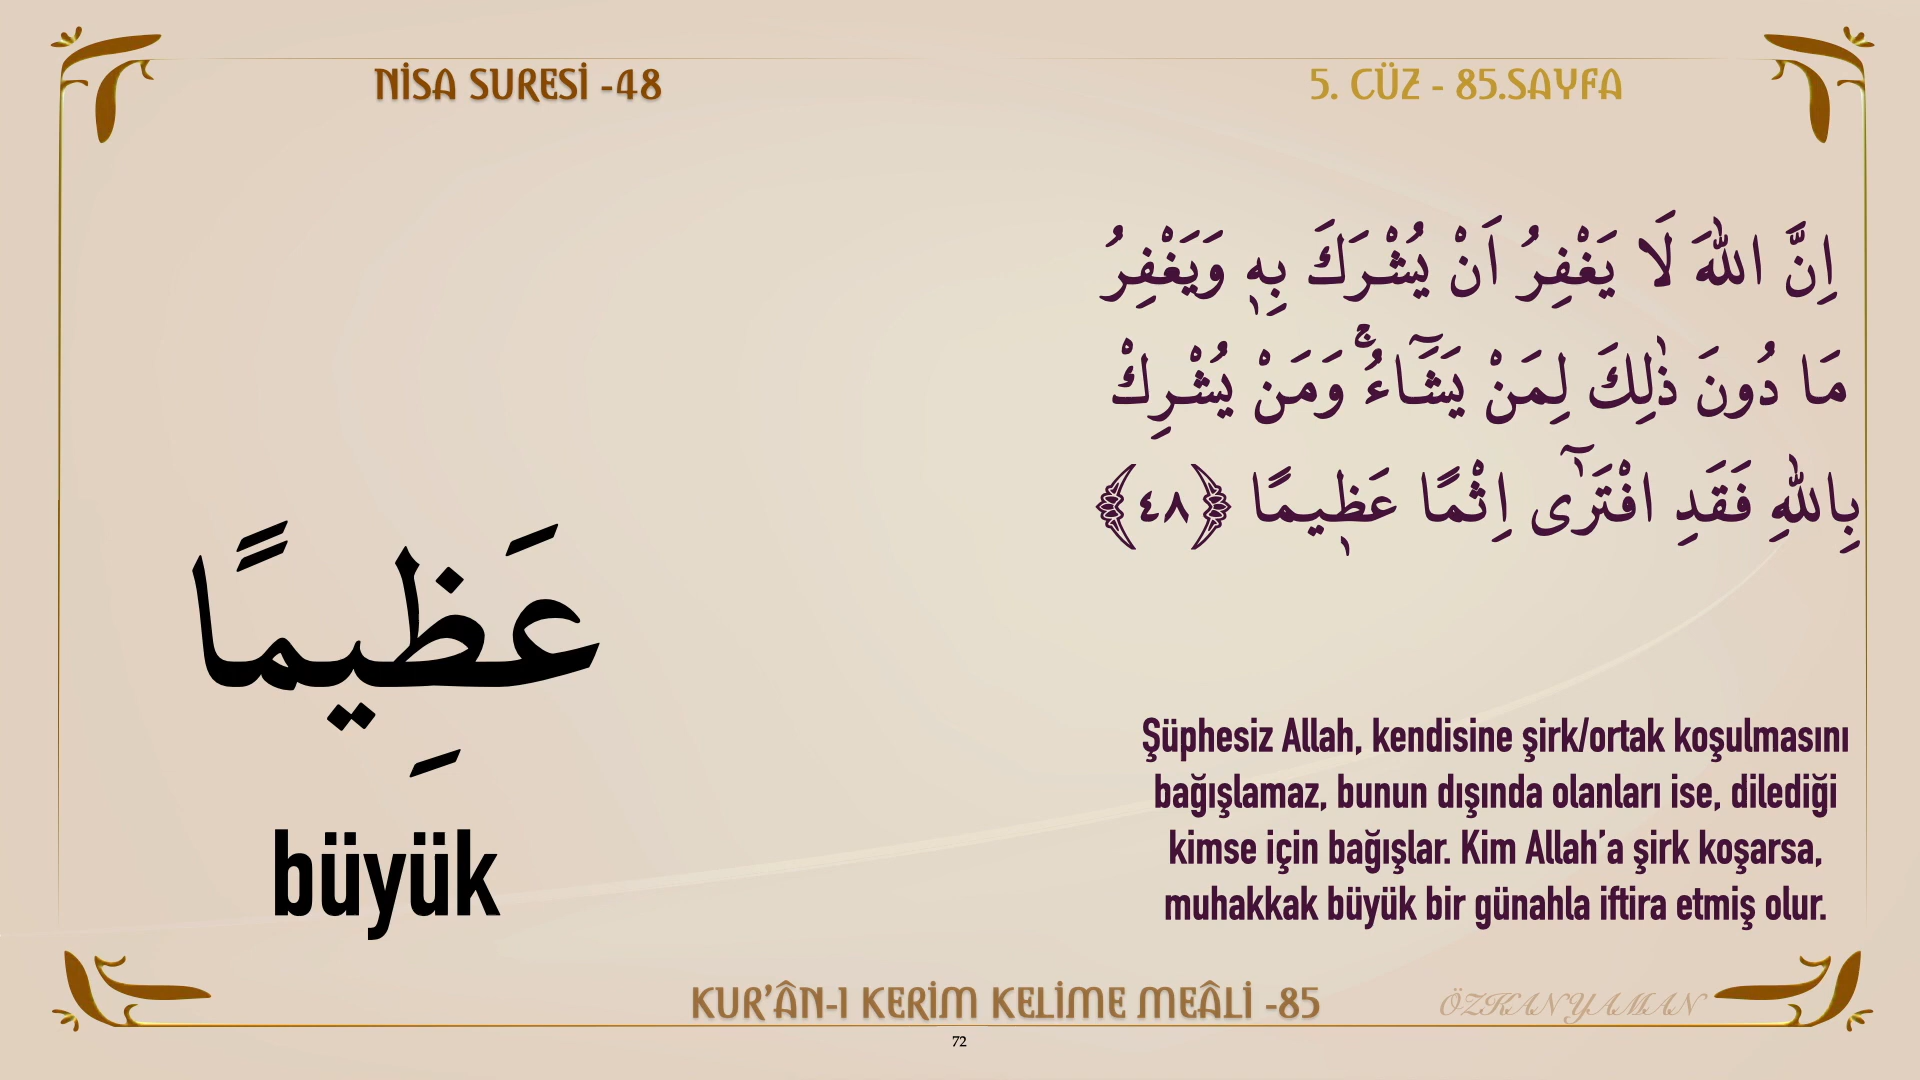 NİSA SURESİ -48
5. CÜZ - 85.SAYFA
اِنَّ اللّٰهَ لَا يَغْفِرُ اَنْ يُشْرَكَ بِهٖ وَيَغْفِرُ
مَا دُونَ ذٰلِكَ لِمَنْ يَشَٓاءُۚ وَمَنْ يُشْرِكْ
بِاللّٰهِ فَقَدِ افْتَرٰٓى اِثْمًا عَظٖيمًا ﴿٤٨﴾
عَظِيمًا
büyük
Şüphesiz Allah, kendisine şirk/ortak koşulmasını
bağışlamaz, bunun dışında olanları ise, dilediği
kimse için bağışlar. Kim Allah’a şirk koşarsa,
muhakkak büyük bir günahla iftira etmiş olur.
KUR’ÂN-I KERİM KELİME MEÂLİ -85
ÖZKAN YAMAN
72